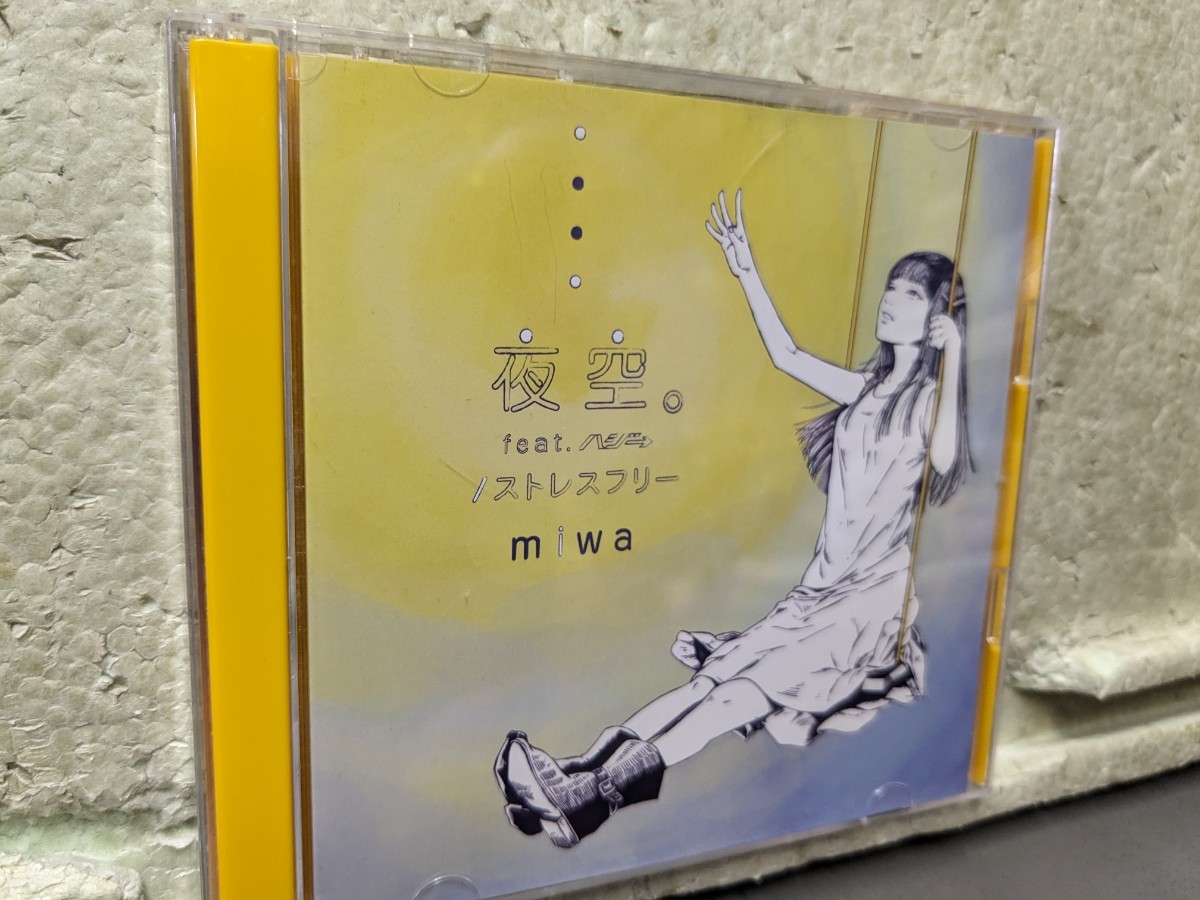 夜空。
feat.ハジ→
/ストレスフリー
miwa